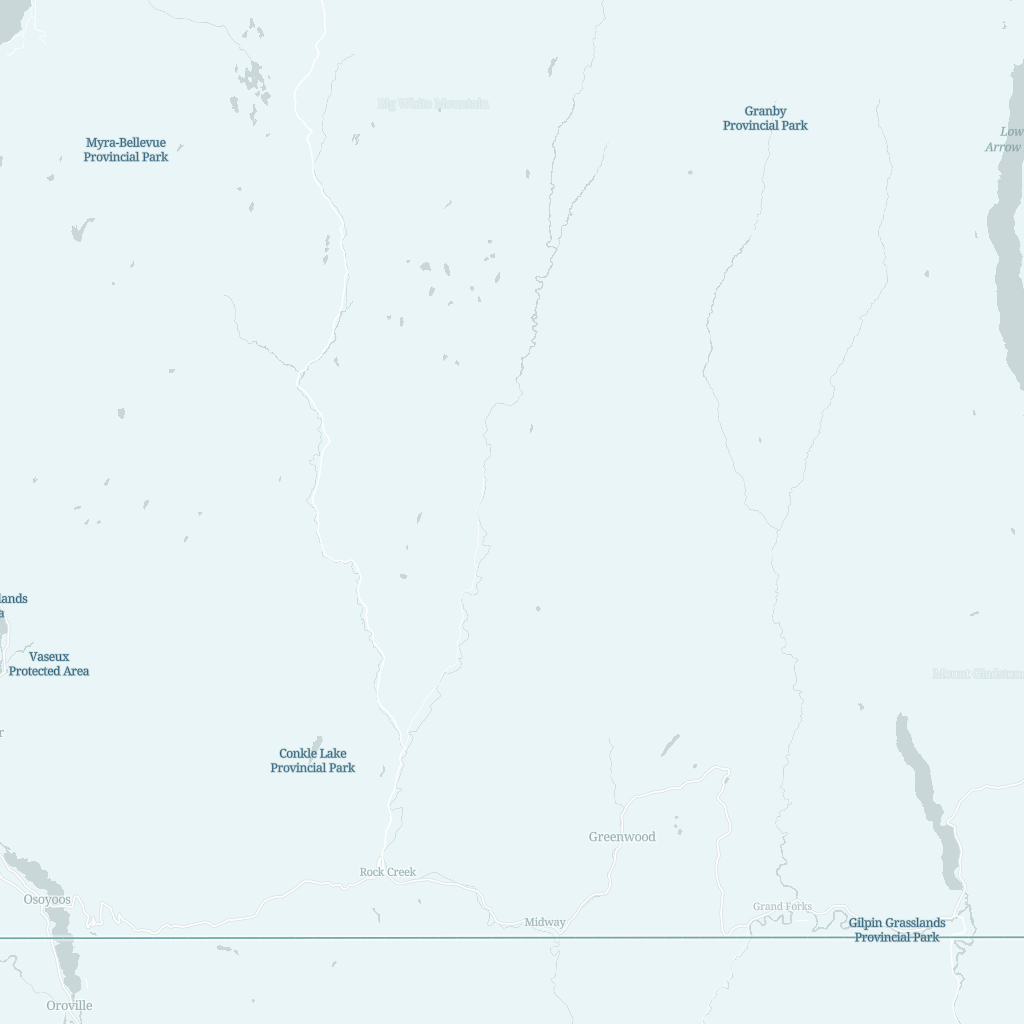 Big White Mountain
Granby
Provincial Park
Low
Arrow
Myra-Bellevue
Provincial Park
lands
a
Vaseux
Protected Area
Mount Gladstone
r
Conkle Lake
Provincial Park
Greenwood
Rock Creek
Osoyoos
Midway
Grand Forks
Gilpin Grasslands
Provincial Park
Oroville